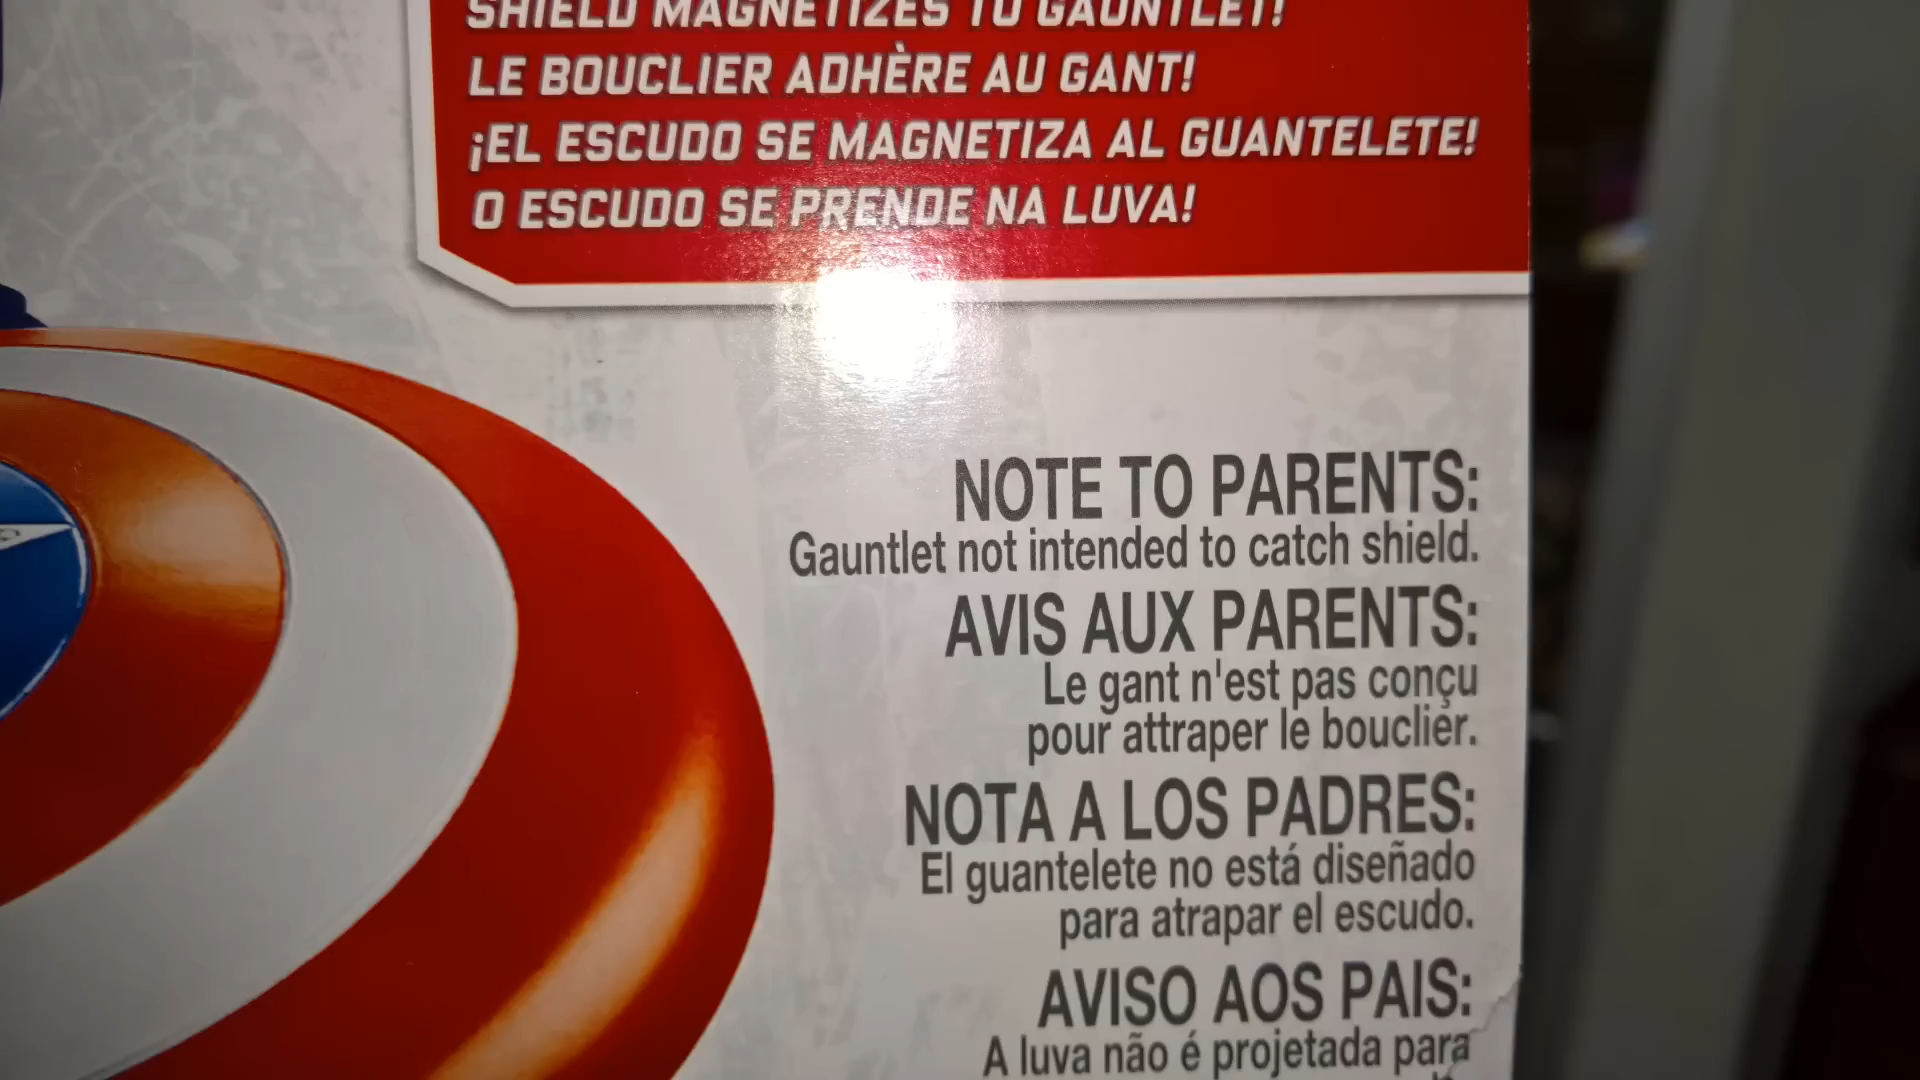 SHIELD MAGNETIZES TO GAUNTLET!
LE BOUCLIER ADHÈRE AU GANT!
¡EL ESCUDO SE MAGNETIZA AL GUANTELETE!
O ESCUDO SE PRENDE NA LUVA!
NOTE TO PARENTS:
Gauntlet not intended to catch shield.
AVIS AUX PARENTS:
Le gant n'est pas conçu
pour attraper le bouclier.
NOTA A LOS PADRES:
El guantelete no está diseñado
para atrapar el escudo.
AVISO AOS PAIS:
A luva não é projetada para